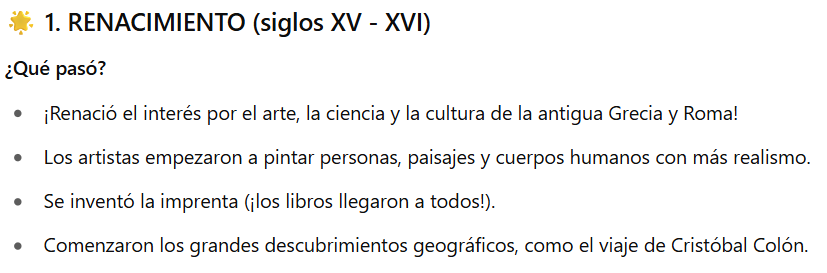 🌟 1. RENACIMIENTO (siglos XV - XVI)
¿Qué pasó?
• ¡Renació el interés por el arte, la ciencia y la cultura de la antigua Grecia y Roma!
• Los artistas empezaron a pintar personas, paisajes y cuerpos humanos con más realismo.
• Se inventó la imprenta (¡los libros llegaron a todos!).
• Comenzaron los grandes descubrimientos geográficos, como el viaje de Cristóbal Colón.